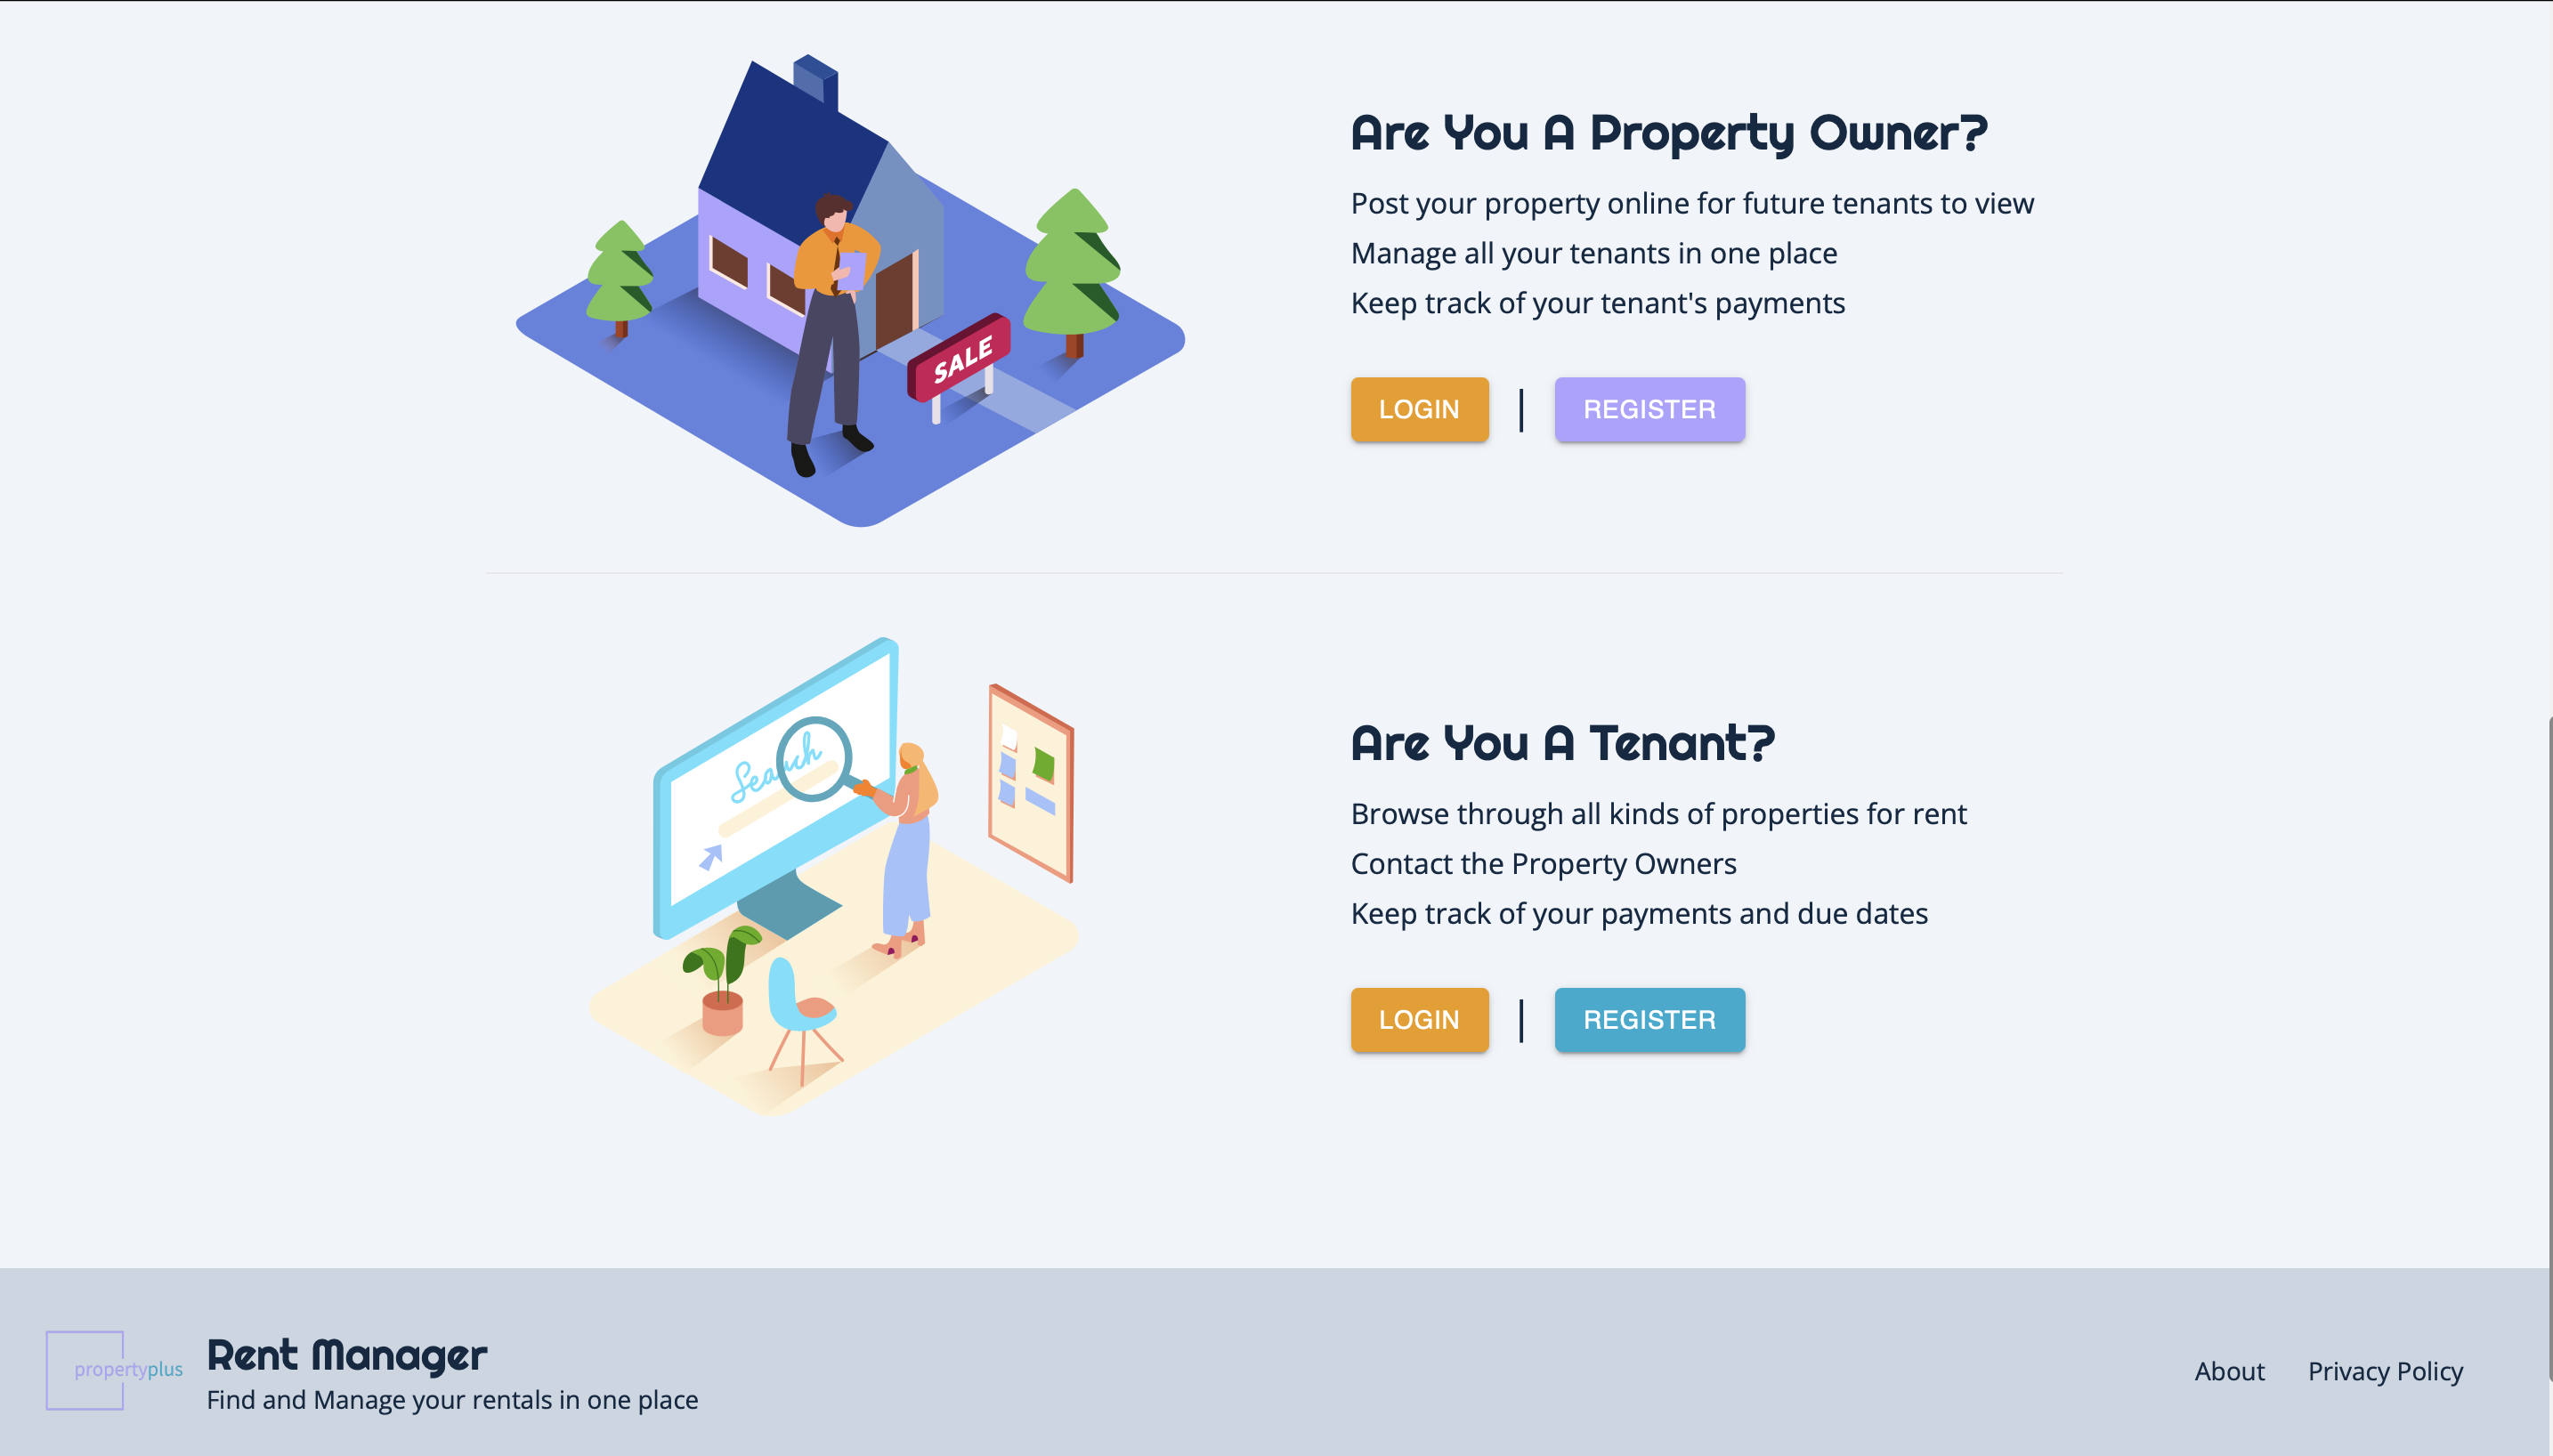 Are You A Property Owner?
Post your property online for future tenants to view
Manage all your tenants in one place
Keep track of your tenant's payments
LOGIN | REGISTER
SALE
Are You A Tenant?
Browse through all kinds of properties for rent
Contact the Property Owners
Keep track of your payments and due dates
LOGIN | REGISTER
Search
propertyplus
Rent Manager
Find and Manage your rentals in one place
About Privacy Policy